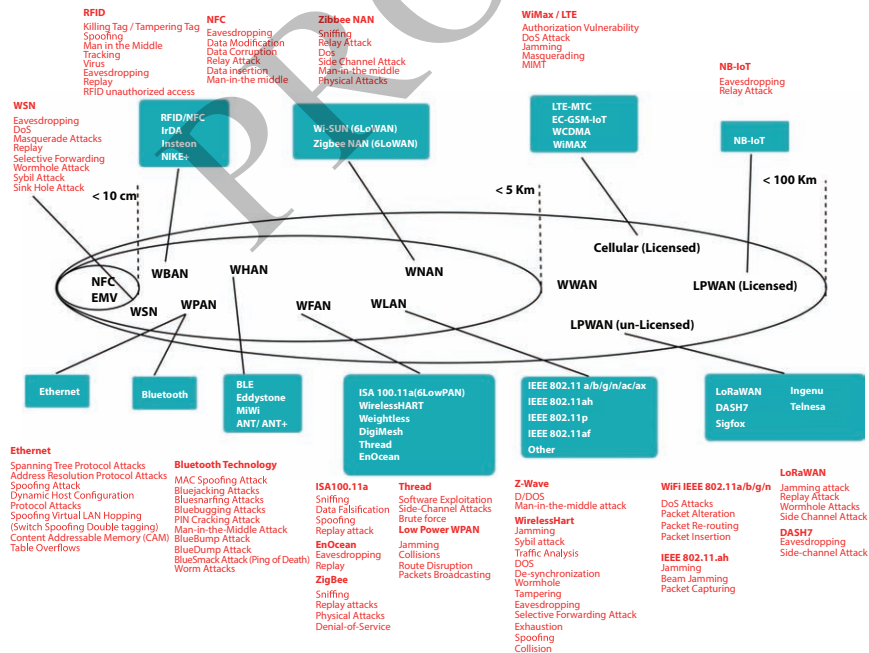 RFID
Killing Tag / Tampering Tag
Spoofing
Man in the Middle
Tracking
Virus
Eavesdropping
Replay
RFID unauthorized access
NFC
Eavesdropping
Data Modification
Data Corruption
Relay Attack
Data insertion
Man-in-the middle
Zibbee NAN
Sniffing
Relay Attack
Dos
Side Channel Attack
Man-in-the middle
Physical Attacks
WiMax / LTE
Authorization Vulnerability
DoS Attack
Jamming
Masquerading
MIMT
NB-IoT
Eavesdropping
Relay Attack
WSN
Eavesdropping
DoS
Masquerade Attacks
Replay
Selective Forwarding
Wormhole Attack
Sybil Attack
Sink Hole Attack
RFID/NFC
IrDA
Insteon
NIKE+
Wi-SUN (6LoWAN)
Zigbee NAN (6LoWAN)
LTE-MTC
EC-GSM-IoT
WCDMA
WiMAX
NB-IoT
PRO
< 10 cm
< 5 Km
< 100 Km
NFC
EMV
WSN
WBAN
WPAN
WHAN
WFAN
WNAN
WLAN
WWAN
Cellular (Licensed)
LPWAN (Licensed)
LPWAN (un-Licensed)
Ethernet
Bluetooth
BLE
Eddystone
MiWi
ANT/ ANT+
ISA 100.11a(6LowPAN)
WirelessHART
Weightless
DigiMesh
Thread
EnOcean
IEEE 802.11 a/b/g/n/ac/ax
IEEE 802.11ah
IEEE 802.11p
IEEE 802.11af
Other
LoRaWAN
DASH7
Sigfox
Ingenu
Telnesa
Ethernet
Spanning Tree Protocol Attacks
Address Resolution Protocol Attacks
Spoofing Attack
Dynamic Host Configuration
Protocol Attacks
Spoofing Virtual LAN Hopping
(Switch Spoofing Double tagging)
Content Addressable Memory (CAM)
Table Overflows
Bluetooth Technology
MAC Spoofing Attack
Bluejacking Attacks
Bluesnarfing Attacks
Bluebugging Attacks
PIN Cracking Attack
Man-in-the-Middle Attack
BlueBump Attack
BlueDump Attack
BlueSmack Attack (Ping of Death)
Worm Attacks
ISA100.11a
Sniffing
Data Falsification
Spoofing
Replay attack
EnOcean
Eavesdropping
Replay
ZigBee
Sniffing
Replay attacks
Physical Attacks
Denial-of-Service
Thread
Software Exploitation
Side-Channel Attacks
Brute force
Low Power WPAN
Jamming
Collisions
Route Disruption
Packets Broadcasting
Z-Wave
D/DOS
Man-in-the-middle attack
WirelessHart
Jamming
Sybil attack
Traffic Analysis
DOS
De-synchronization
Wormhole
Tampering
Eavesdropping
Selective Forwarding Attack
Exhaustion
Spoofing
Collision
WiFi IEEE 802.11a/b/g/n
DoS Attacks
Packet Alteration
Packet Re-routing
Packet Insertion
IEEE 802.11.ah
Jamming
Beam Jamming
Packet Capturing
LoRaWAN
Jamming attack
Replay Attack
Wormhole Attacks
Side Channel Attack
DASH7
Eavesdropping
Side-channel Attack